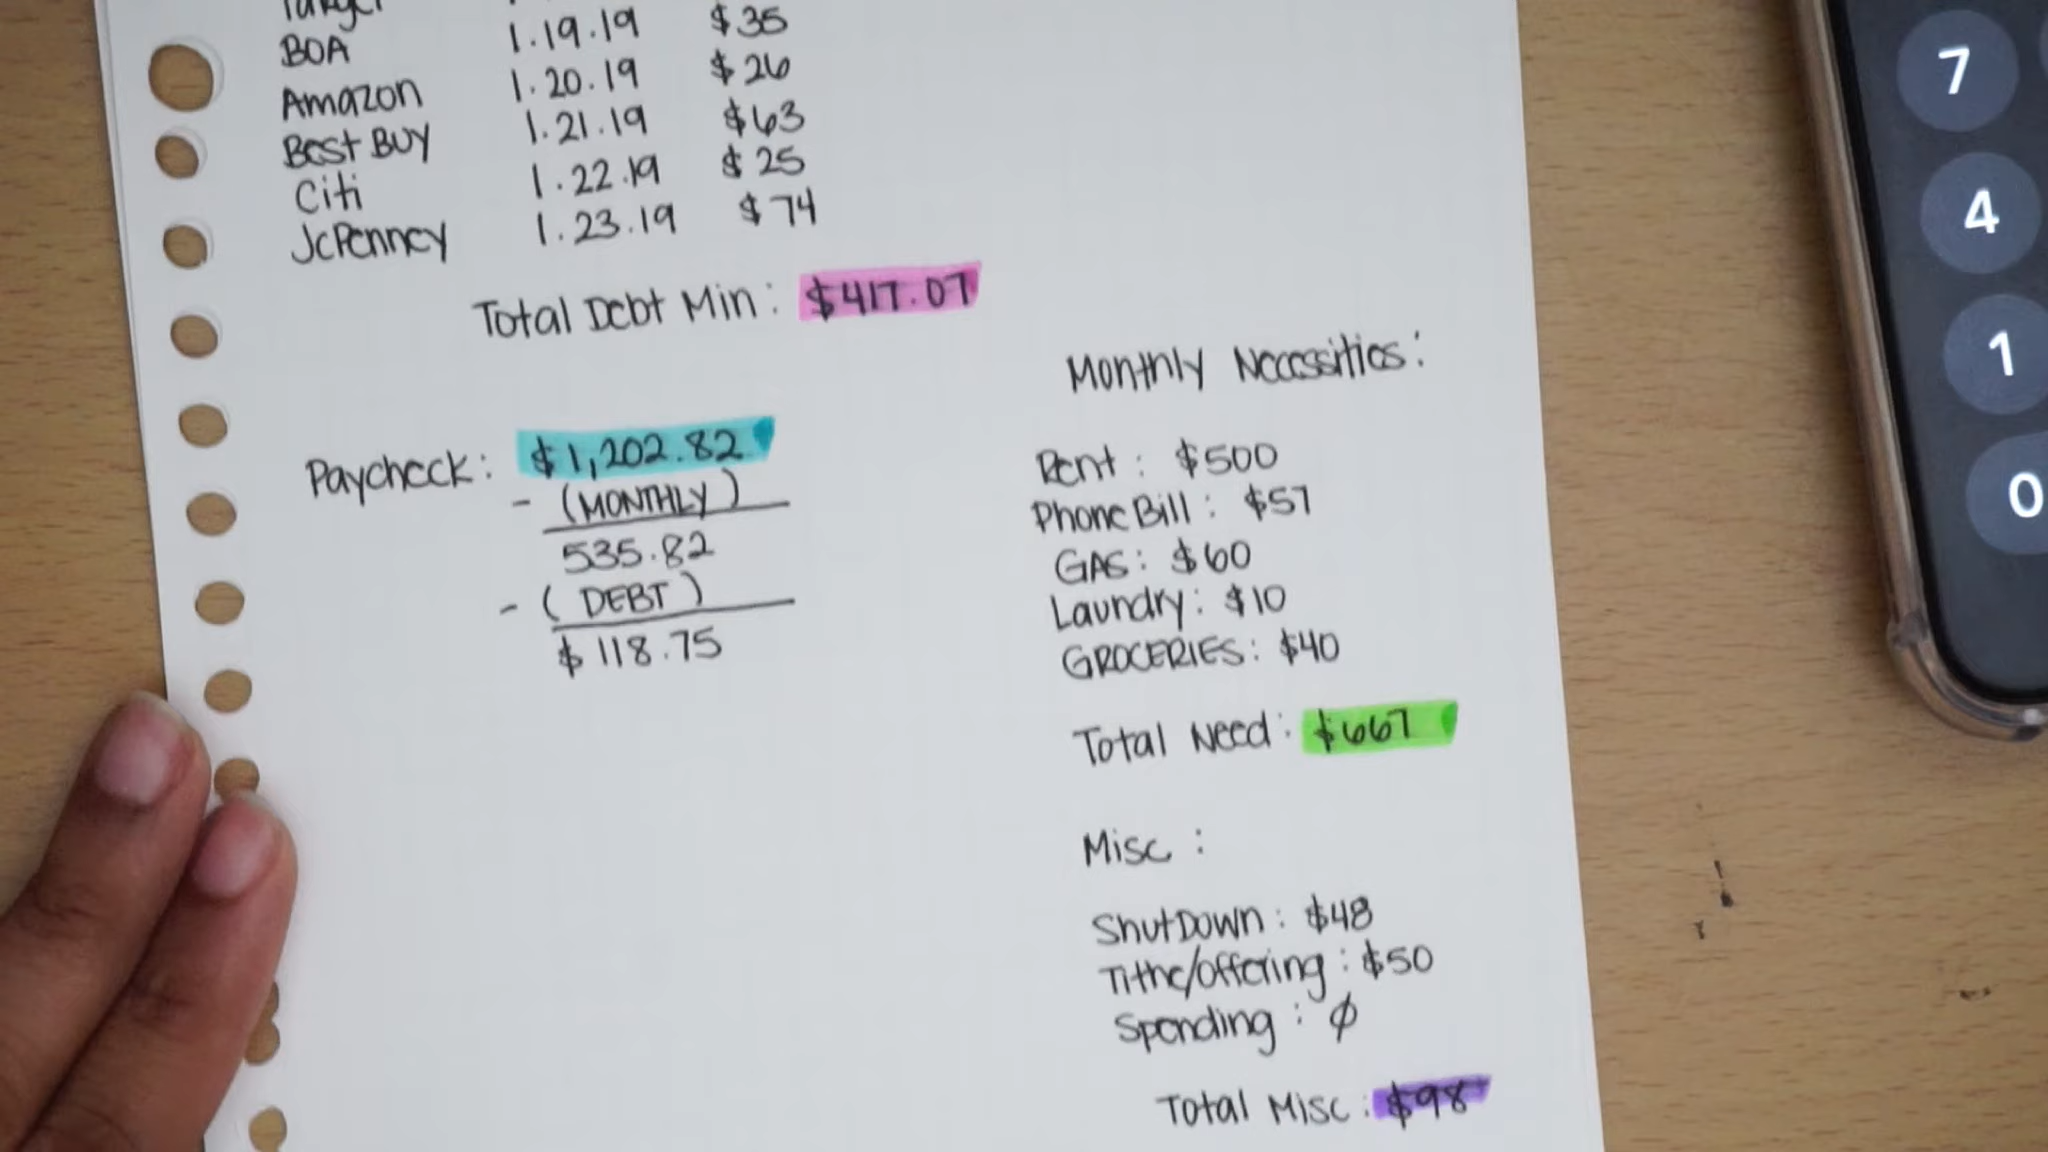 Target
BOA 1.19.19 $35
Amazon 1.20.19 $26
Best Buy 1.21.19 $63
Citi 1.22.19 $25
JcPenney 1.23.19 $74
Total Debt Min: $417.07
Paycheck: $1,202.82
- (MONTHLY)
535.82
- (DEBT)
$118.75
Monthly Necessities:
Rent: $500
Phone Bill: $57
GAS: $60
Laundry: $10
GROCERIES: $40
Total Need: $667
Misc:
ShutDown: $48
Tithe/Offering: $50
Spending: Ø
Total Misc: $98
7
4
1
0